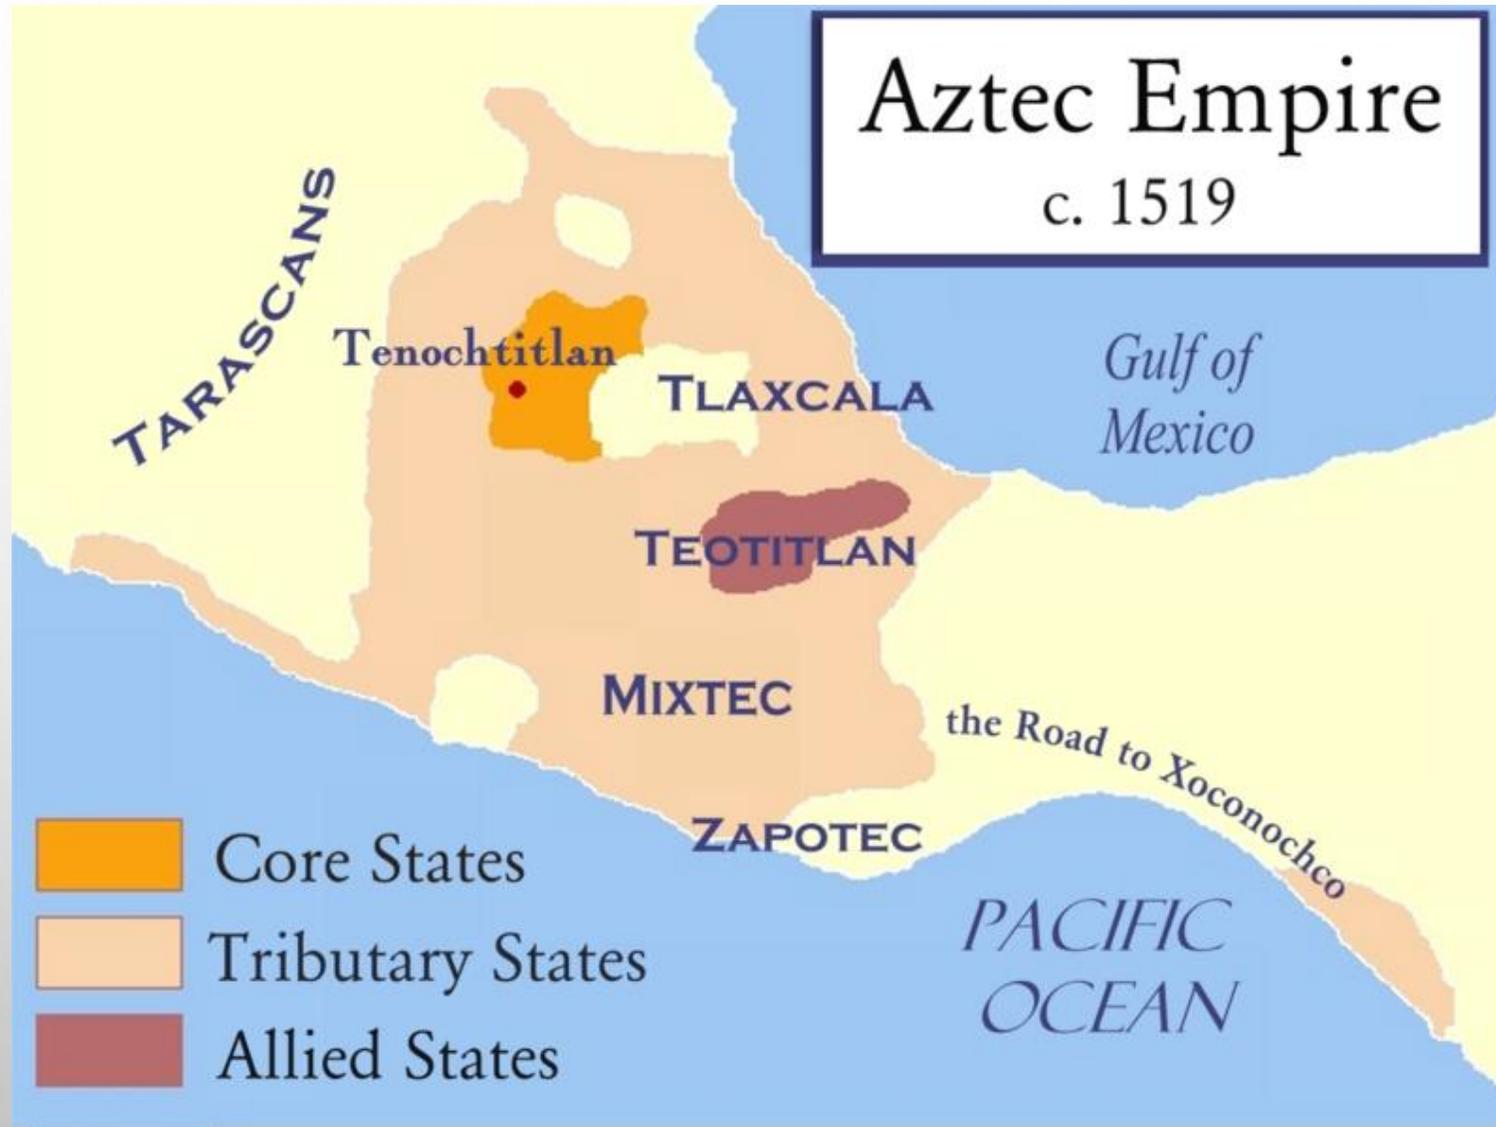 Aztec Empire
c. 1519
TARASCANS
Tenochtitlan
TLAXCALA
Gulf of
Mexico
TEOTITLAN
MIXTEC
the Road to Xoconochco
ZAPOTEC
PACIFIC
OCEAN
Core States
Tributary States
Allied States